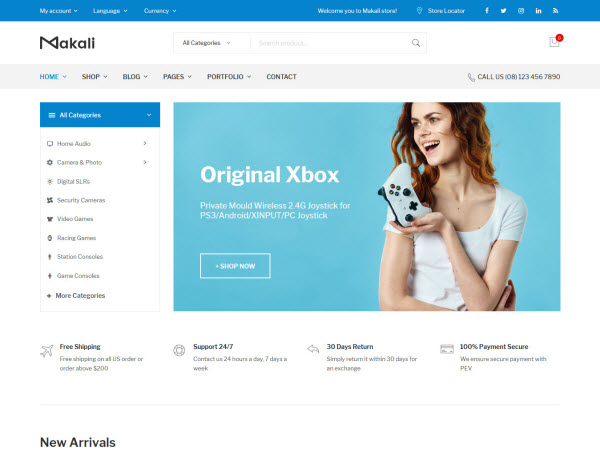 My account Language Currency Welcome you to Makali store! Store Locator
Makali
All Categories Search product... 0
HOME SHOP BLOG PAGES PORTFOLIO CONTACT CALL US (08) 123 456 7890
All Categories
Home Audio
Camera & Photo
Digital SLRs
Security Cameras
Video Games
Racing Games
Station Consoles
Game Consoles
More Categories
Original Xbox
Private Mould Wireless 2.4G Joystick for
PS3/Android/XINPUT/PC Joystick
+ SHOP NOW
Free Shipping
Free shipping on all US order or
order above $200
Support 24/7
Contact us 24 hours a day, 7 days a
week
30 Days Return
Simply return it within 30 days for
an exchange
100% Payment Secure
We ensure secure payment with
PEV
New Arrivals